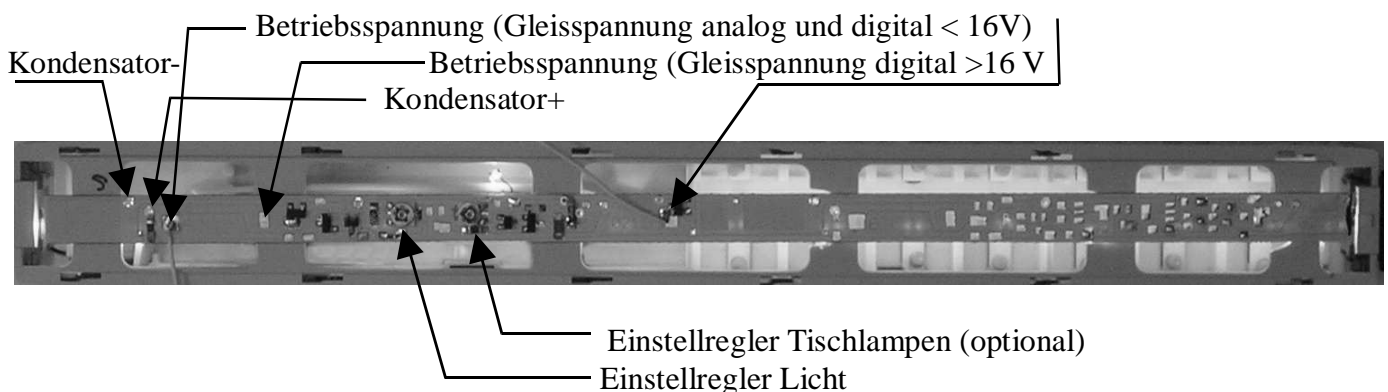 Betriebsspannung (Gleisspannung analog und digital < 16V)
Kondensator-
Betriebsspannung (Gleisspannung digital >16 V
Kondensator+
Einstellregler Tischlampen (optional)
Einstellregler Licht